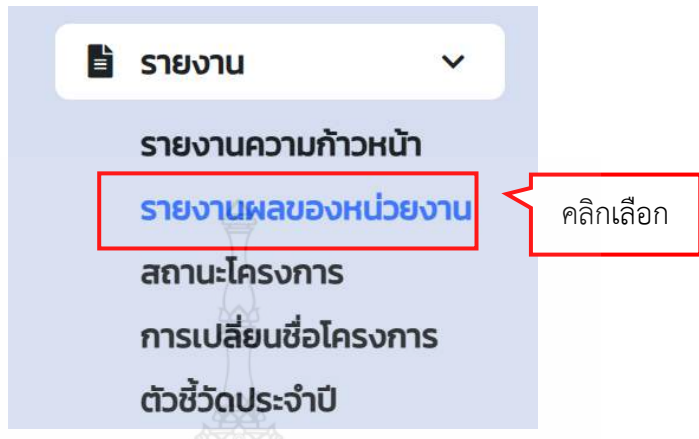 รายงาน
รายงานความก้าวหน้า
รายงานผลของหน่วยงาน
คลิกเลือก
สถานะโครงการ
การเปลี่ยนชื่อโครงการ
ตัวชี้วัดประจำปี